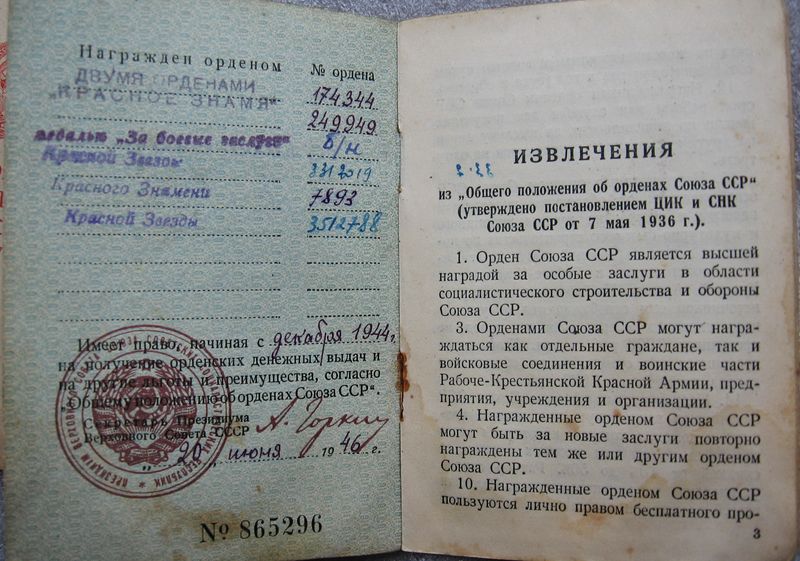 Награжден орденом
№ ордена
ДВУМЯ ОРДЕНАМИ
„КРАСНОЕ ЗНАМЯ“
174344
249949
медалью „За боевые заслуги“
б/н
Красной Звезды
3312019
Красного Знамени
7893
Красной Звезды
3512788
Имеет право, начиная с декабря 1944 г.
на получение орденских денежных выдач и
на другие льготы и преимущества, согласно
„Общему положению об орденах Союза ССР“.
Секретарь Президиума
Верховного Совета СССР
А. Горкин
„20“ июня 1946 г.
№ 865296
ИЗВЛЕЧЕНИЯ
из „Общего положения об орденах Союза ССР“
(утверждено постановлением ЦИК и СНК
Союза ССР от 7 мая 1936 г.).
1. Орден Союза ССР является высшей
наградой за особые заслуги в области
социалистического строительства и обороны
Союза ССР.
3. Орденами Союза ССР могут награ-
ждаться как отдельные граждане, так и
войсковые соединения и воинские части
Рабоче-Крестьянской Красной Армии, пред-
приятия, учреждения и организации.
4. Награжденные орденом Союза ССР
могут быть за новые заслуги повторно
награждены тем же или другим орденом
Союза ССР.
10. Награжденные орденом Союза ССР
пользуются лично правом бесплатного про-
3